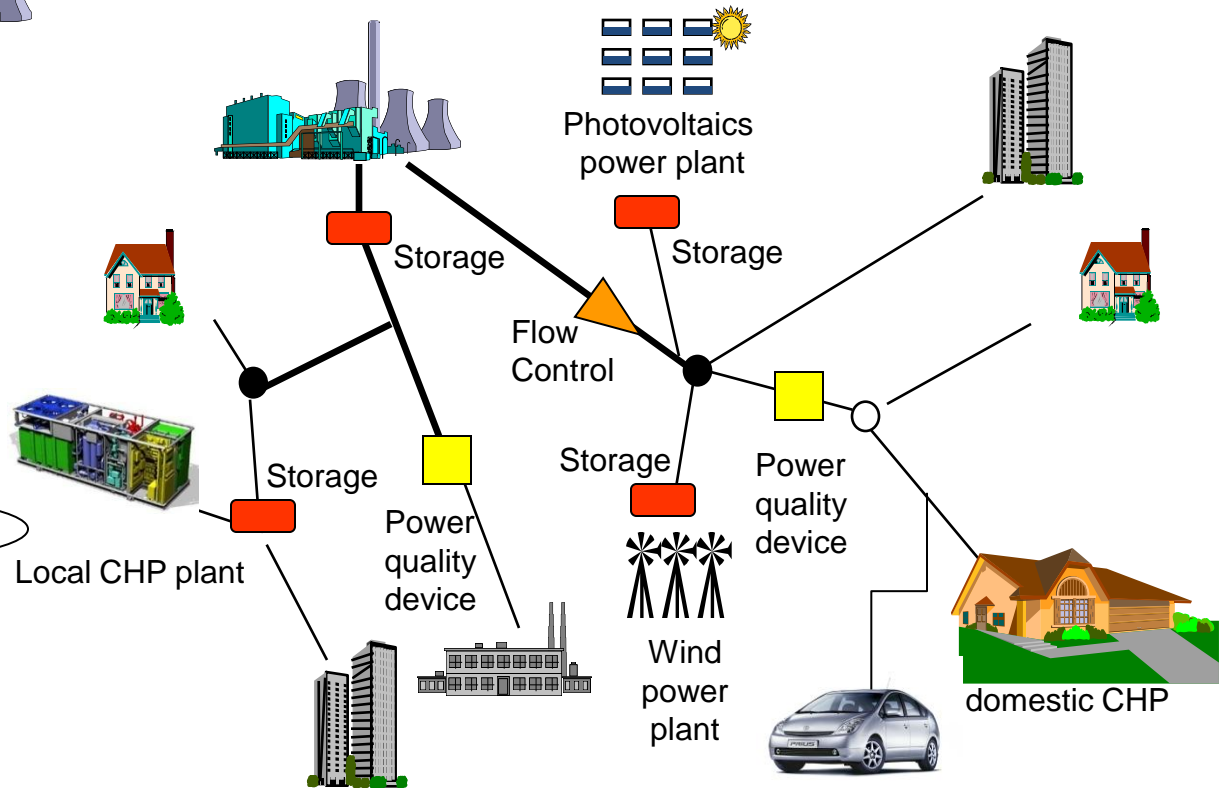 Photovoltaics
power plant
Storage
Storage
Flow
Control
Storage
Storage
Power
quality
device
Power
quality
device
Local CHP plant
Wind
power
plant
domestic CHP
PRIUS